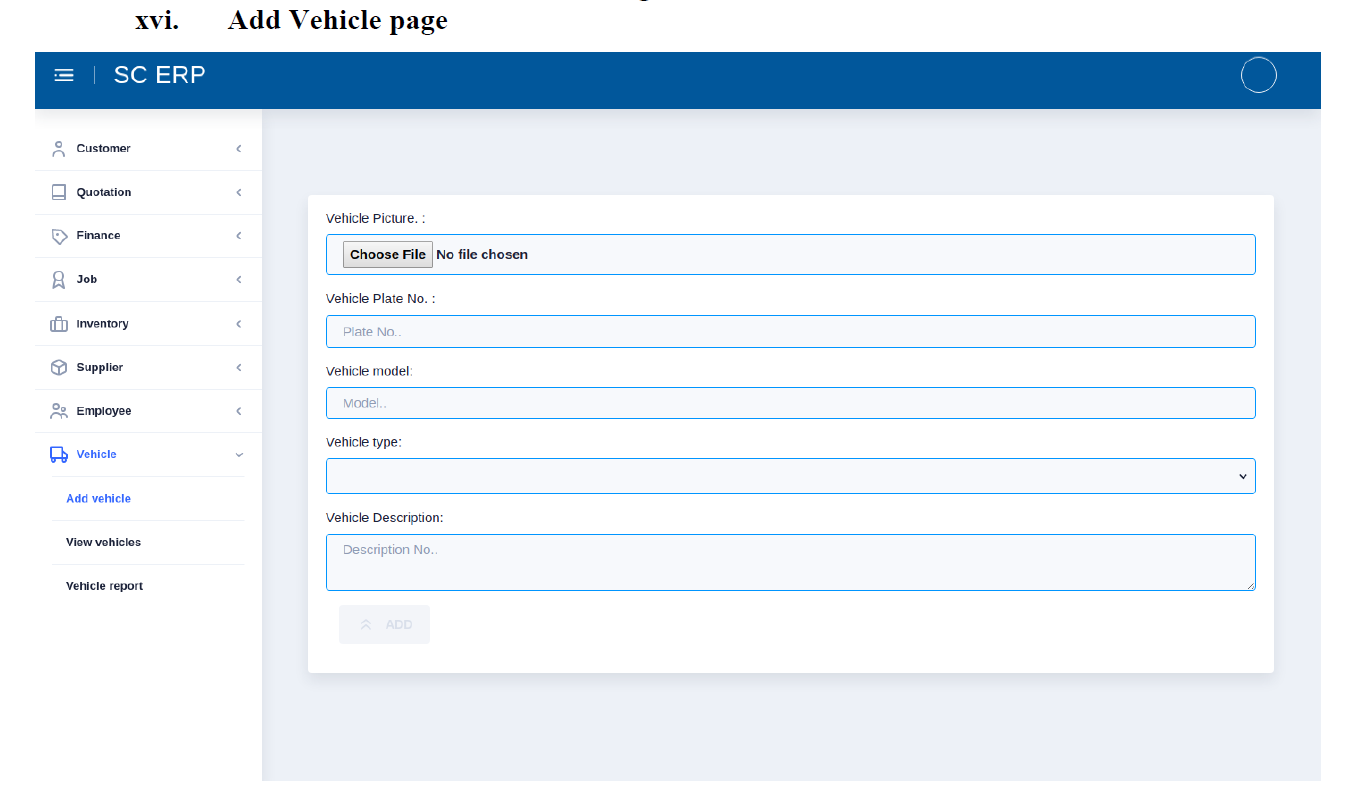 xvi. Add Vehicle page
SC ERP
Customer
Quotation
Finance
Job
Inventory
Supplier
Employee
Vehicle
Add vehicle
View vehicles
Vehicle report
Vehicle Picture. :
Choose File No file chosen
Vehicle Plate No. :
Plate No..
Vehicle model:
Model..
Vehicle type:
Vehicle Description:
Description No..
ADD